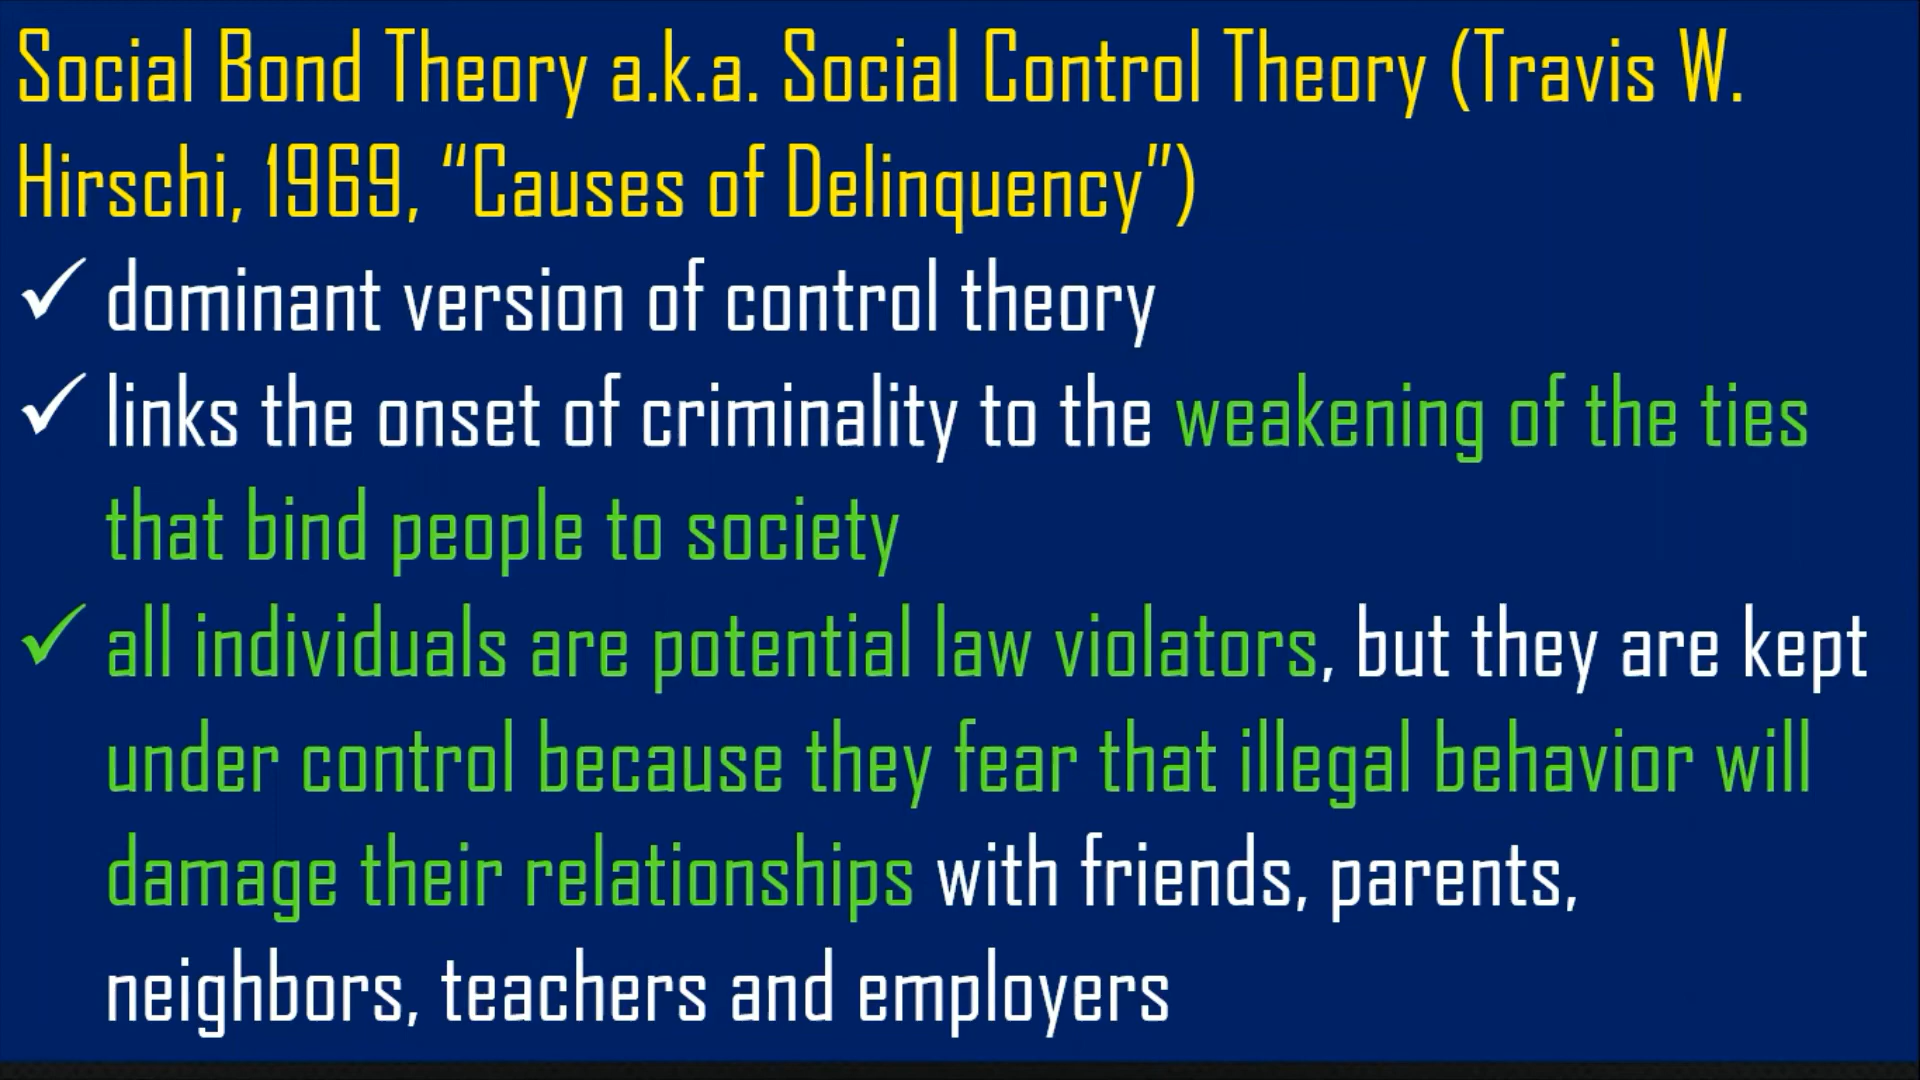 Social Bond Theory a.k.a. Social Control Theory (Travis W.
Hirschi, 1969, “Causes of Delinquency”)
✓ dominant version of control theory
✓ links the onset of criminality to the weakening of the ties
that bind people to society
✓ all individuals are potential law violators, but they are kept
under control because they fear that illegal behavior will
damage their relationships with friends, parents,
neighbors, teachers and employers